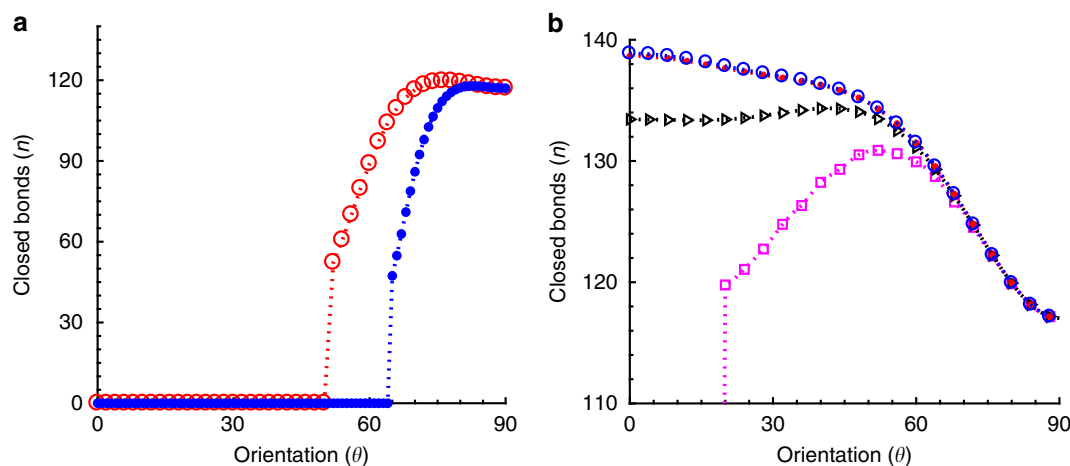 a
150
120
90
60
30
0
Closed bonds (n)
0 30 60 90
Orientation (θ)
b
140
130
120
110
Closed bonds (n)
0 30 60 90
Orientation (θ)